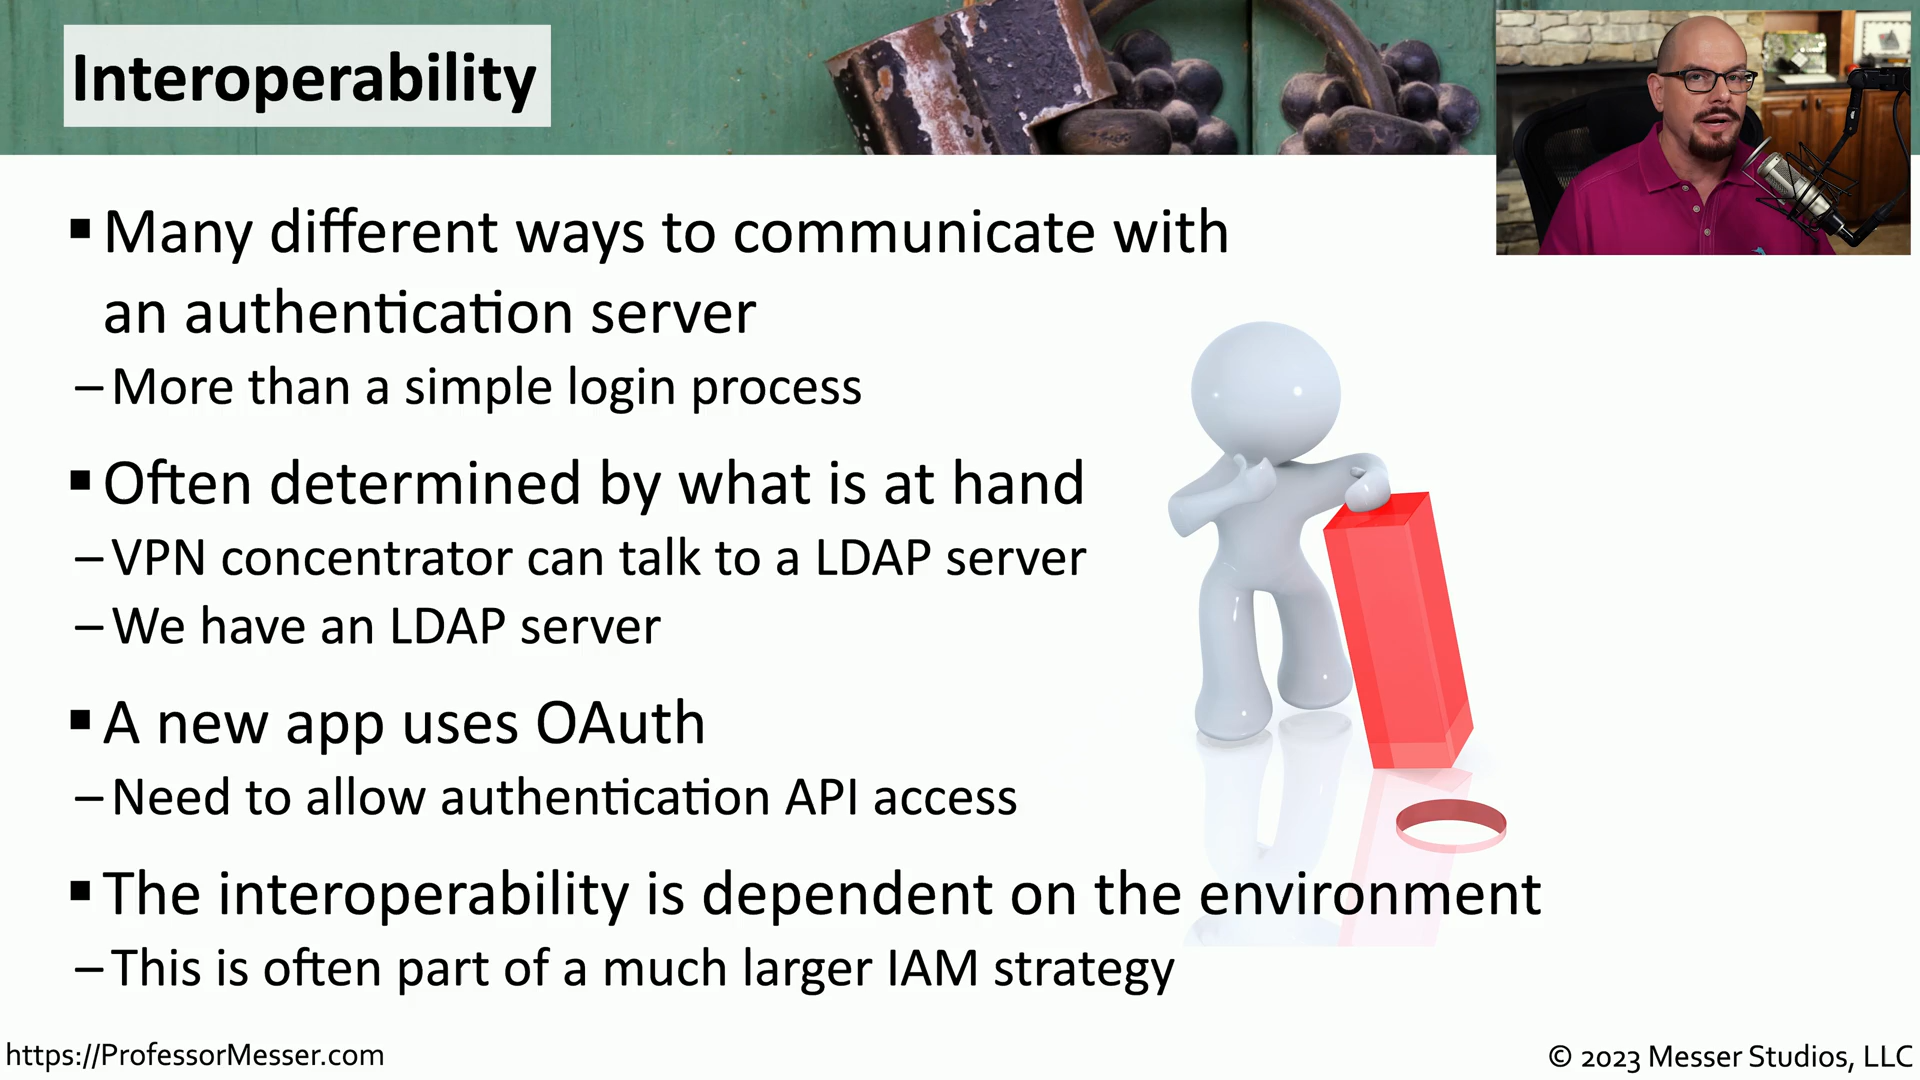 Interoperability
▪ Many different ways to communicate with
an authentication server
– More than a simple login process
▪ Often determined by what is at hand
– VPN concentrator can talk to a LDAP server
– We have an LDAP server
▪ A new app uses OAuth
– Need to allow authentication API access
▪ The interoperability is dependent on the environment
– This is often part of a much larger IAM strategy
https://ProfessorMesser.com
© 2023 Messer Studios, LLC